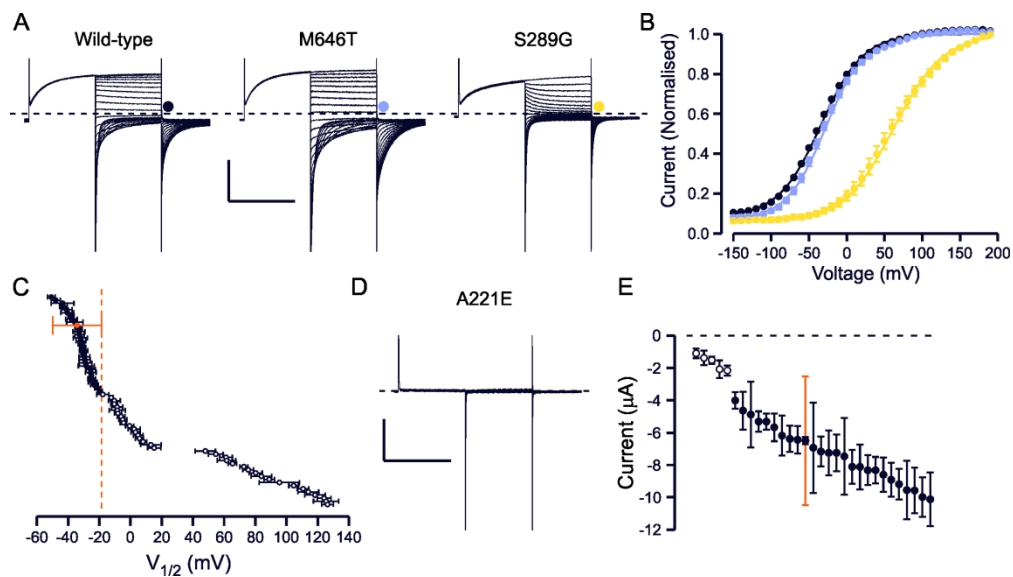 A
Wild-type
M646T
S289G
B
Current (Normalised)
1.0
0.8
0.6
0.4
0.2
0.0
-150 -100 -50 0 50 100 150 200
Voltage (mV)
C
-60 -40 -20 0 20 40 60 80 100 120 140
V1/2 (mV)
D
A221E
E
Current (µA)
0
-2
-4
-6
-8
-10
-12